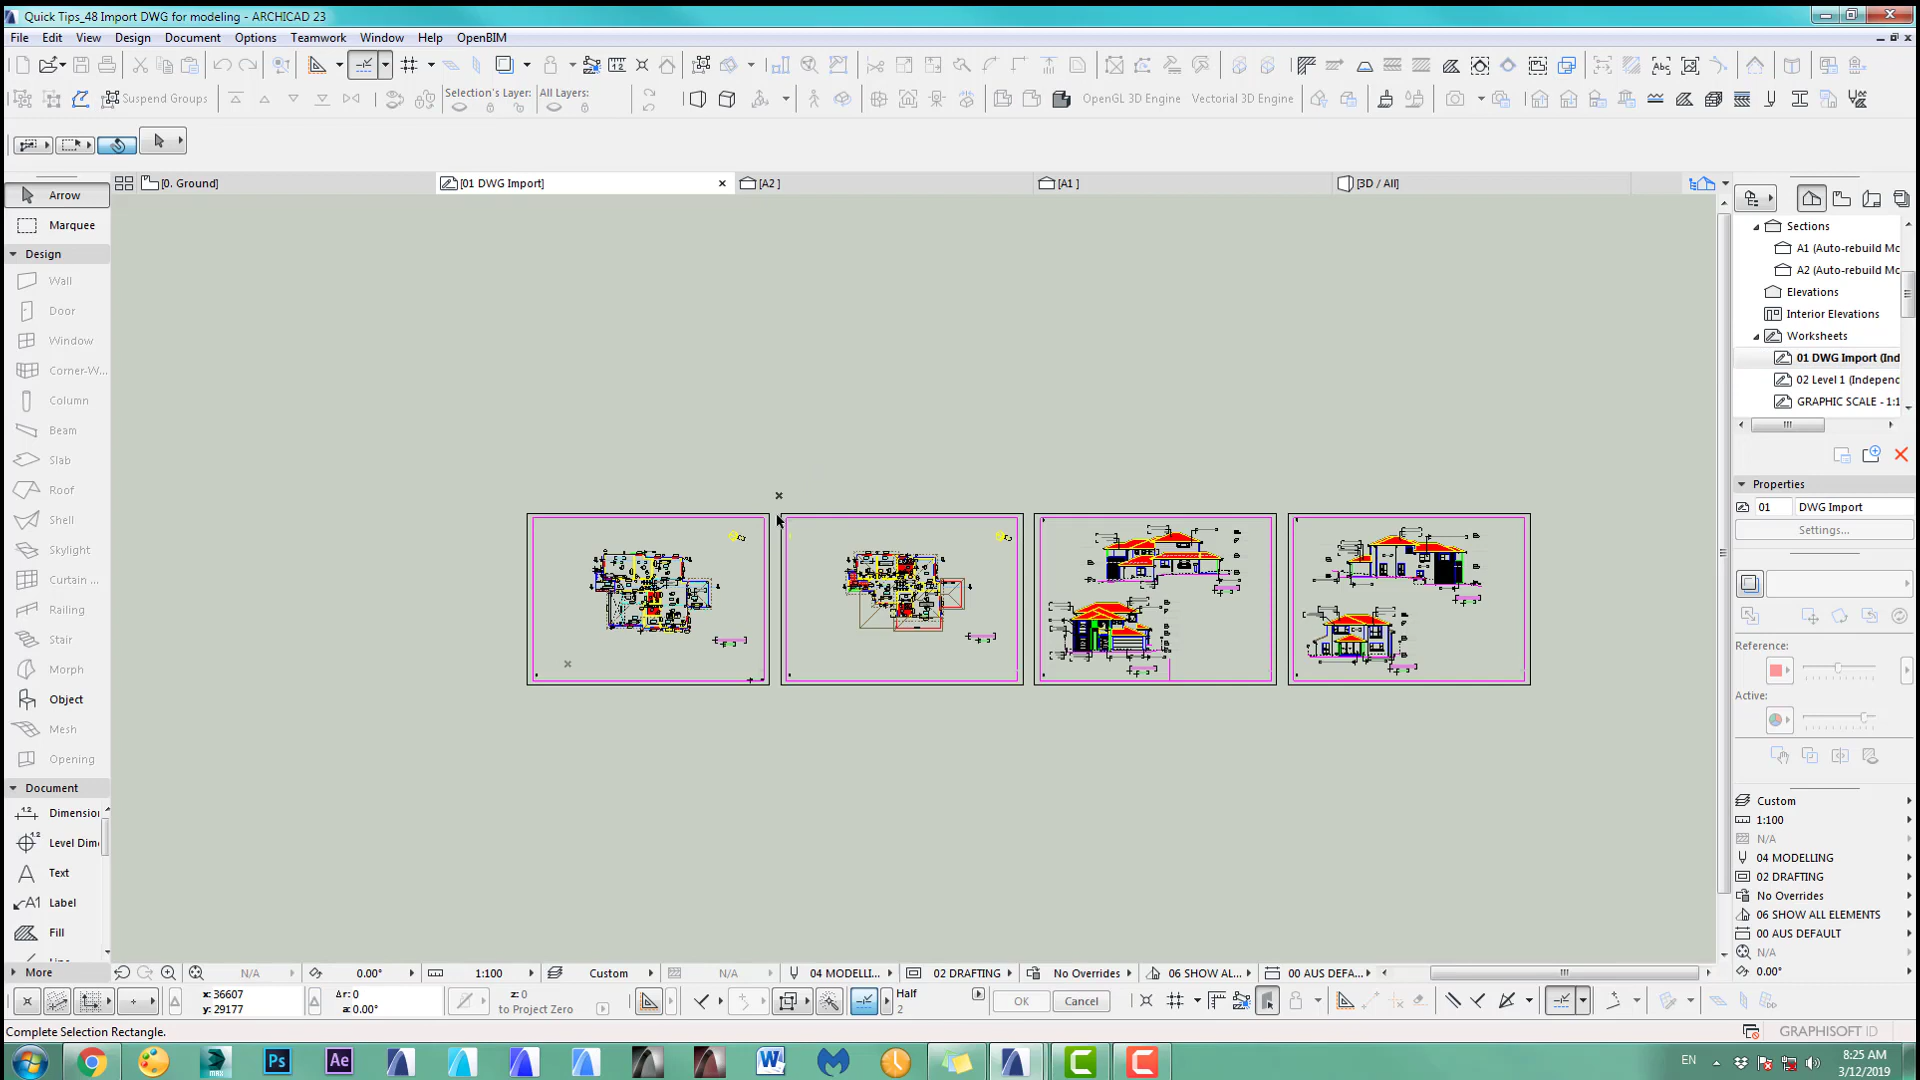 Quick Tips_48 Import DWG for modeling - ARCHICAD 23
File Edit View Design Document Options Teamwork Window Help OpenBIM
Suspend Groups
Selection's Layer:
All Layers:
OpenGL 3D Engine
Vectorial 3D Engine
[0. Ground]
[01 DWG Import]
[A2 ]
[A1 ]
[3D / All]
Arrow
Marquee
Design
Wall
Door
Window
Corner-W...
Column
Beam
Slab
Roof
Shell
Skylight
Curtain ...
Railing
Stair
Morph
Object
Mesh
Opening
Document
Dimension
Level Dim
Text
A1 Label
Fill
More
Sections
A1 (Auto-rebuild Mo
A2 (Auto-rebuild Mo
Elevations
Interior Elevations
Worksheets
01 DWG Import (Ind
02 Level 1 (Independ
GRAPHIC SCALE - 1:1
Properties
01 DWG Import
Settings...
Reference:
Active:
Custom
1:100
N/A
04 MODELLING
02 DRAFTING
No Overrides
06 SHOW ALL ELEMENTS
00 AUS DEFAULT
N/A
0.00°
N/A 0.00° 1:100 Custom N/A 04 MODELLI... 02 DRAFTING No Overrides 06 SHOW AL... 00 AUS DEFA...
x: 36607
y: 29177
Δr: 0
a: 0.00°
z: 0
to Project Zero
Half
2
OK
Cancel
Complete Selection Rectangle.
GRAPHISOFT ID
EN
8:25 AM
3/12/2019